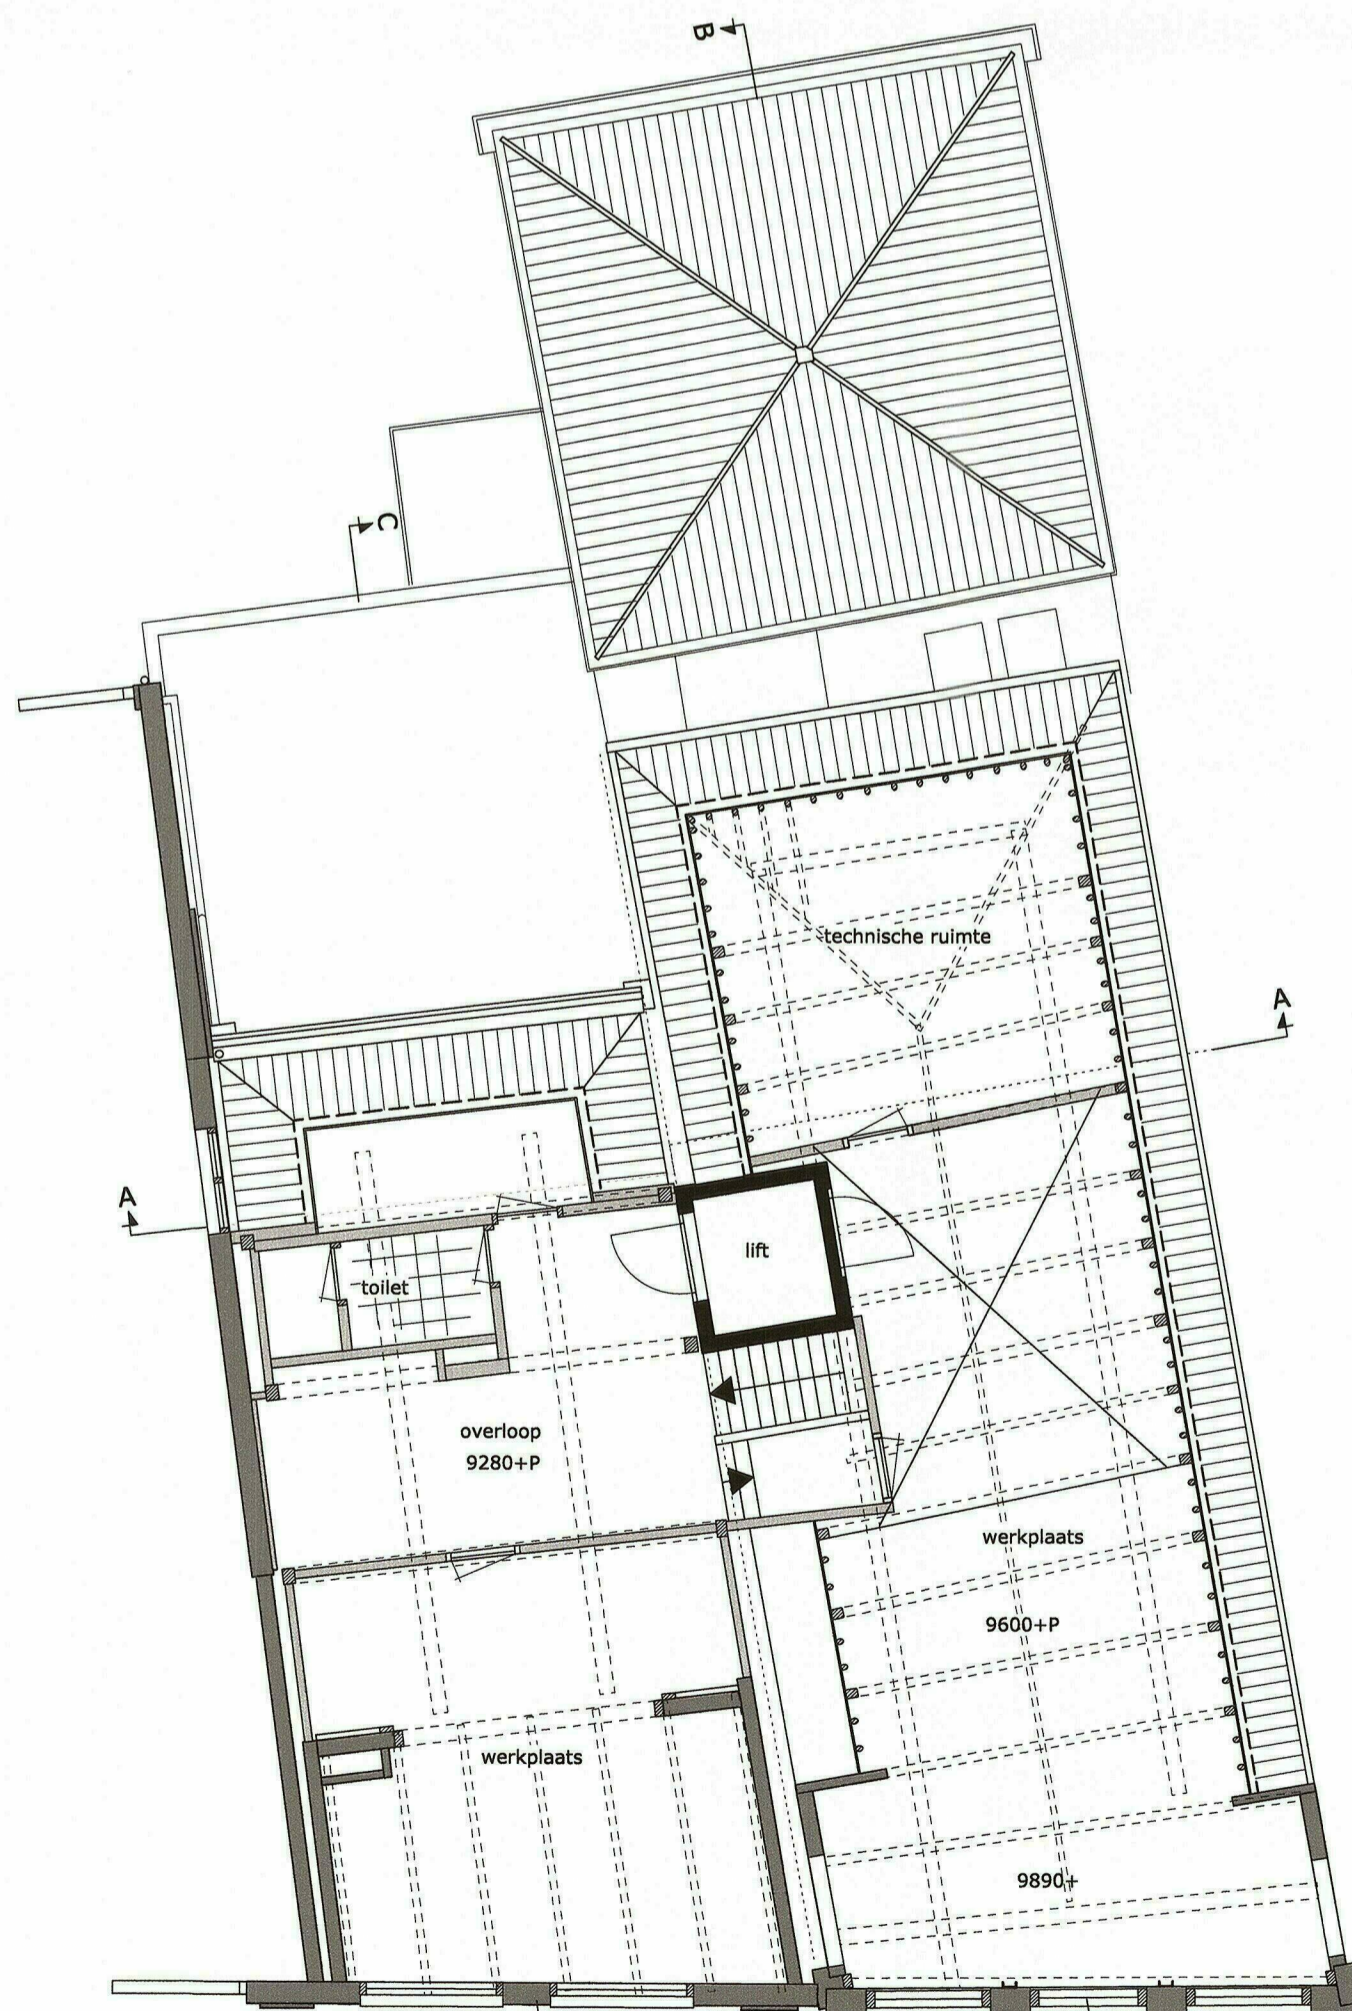 B
C
technische ruimte
A
A
lift
toilet
overloop
9280+P
werkplaats
9600+P
werkplaats
9890+